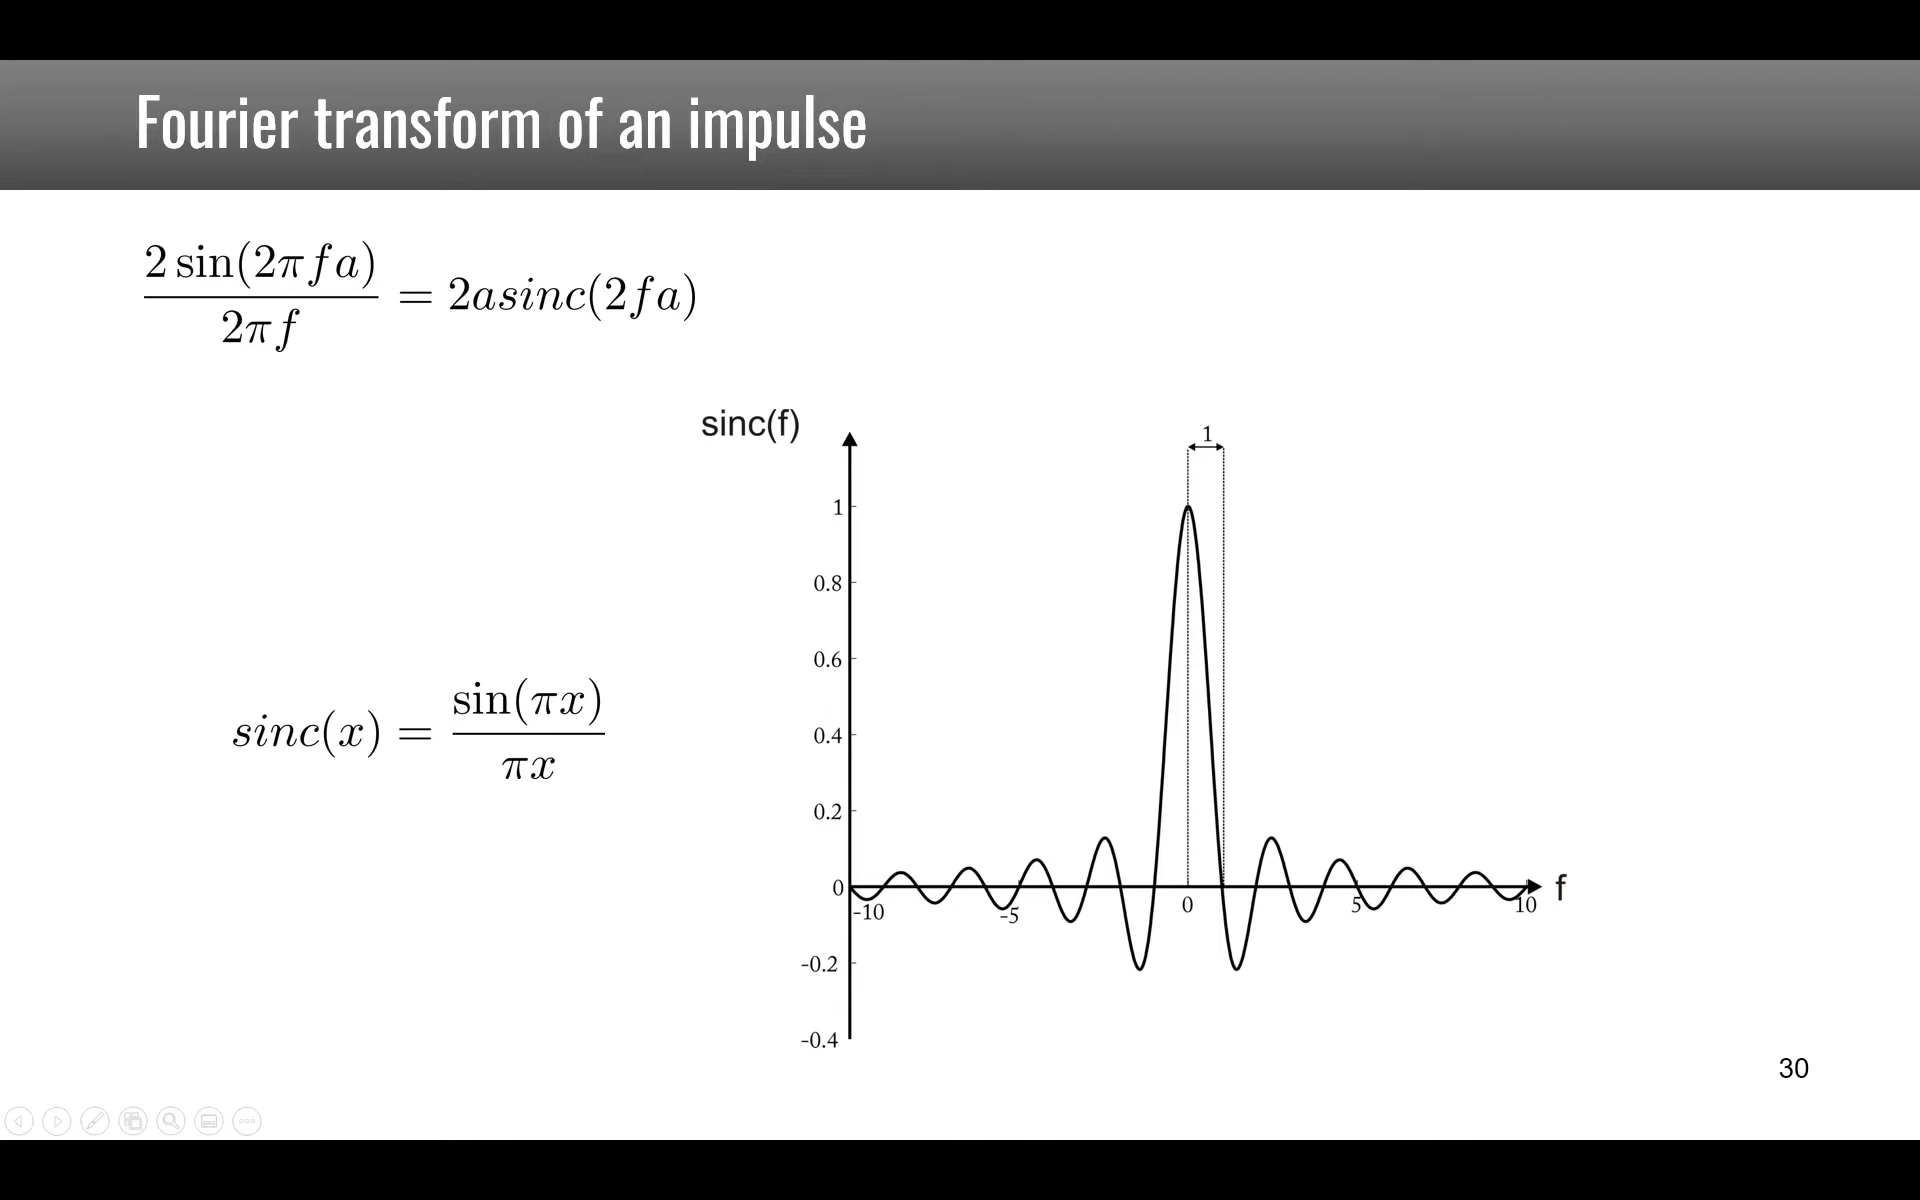 Fourier transform of an impulse
2 sin(2πfa)
2πf
= 2asinc(2fa)
sinc(f)
1
1
0.8
0.6
0.4
0.2
0
-0.2
-0.4
-10
-5
0
5
10
f
sinc(x) =
sin(πx)
πx
30